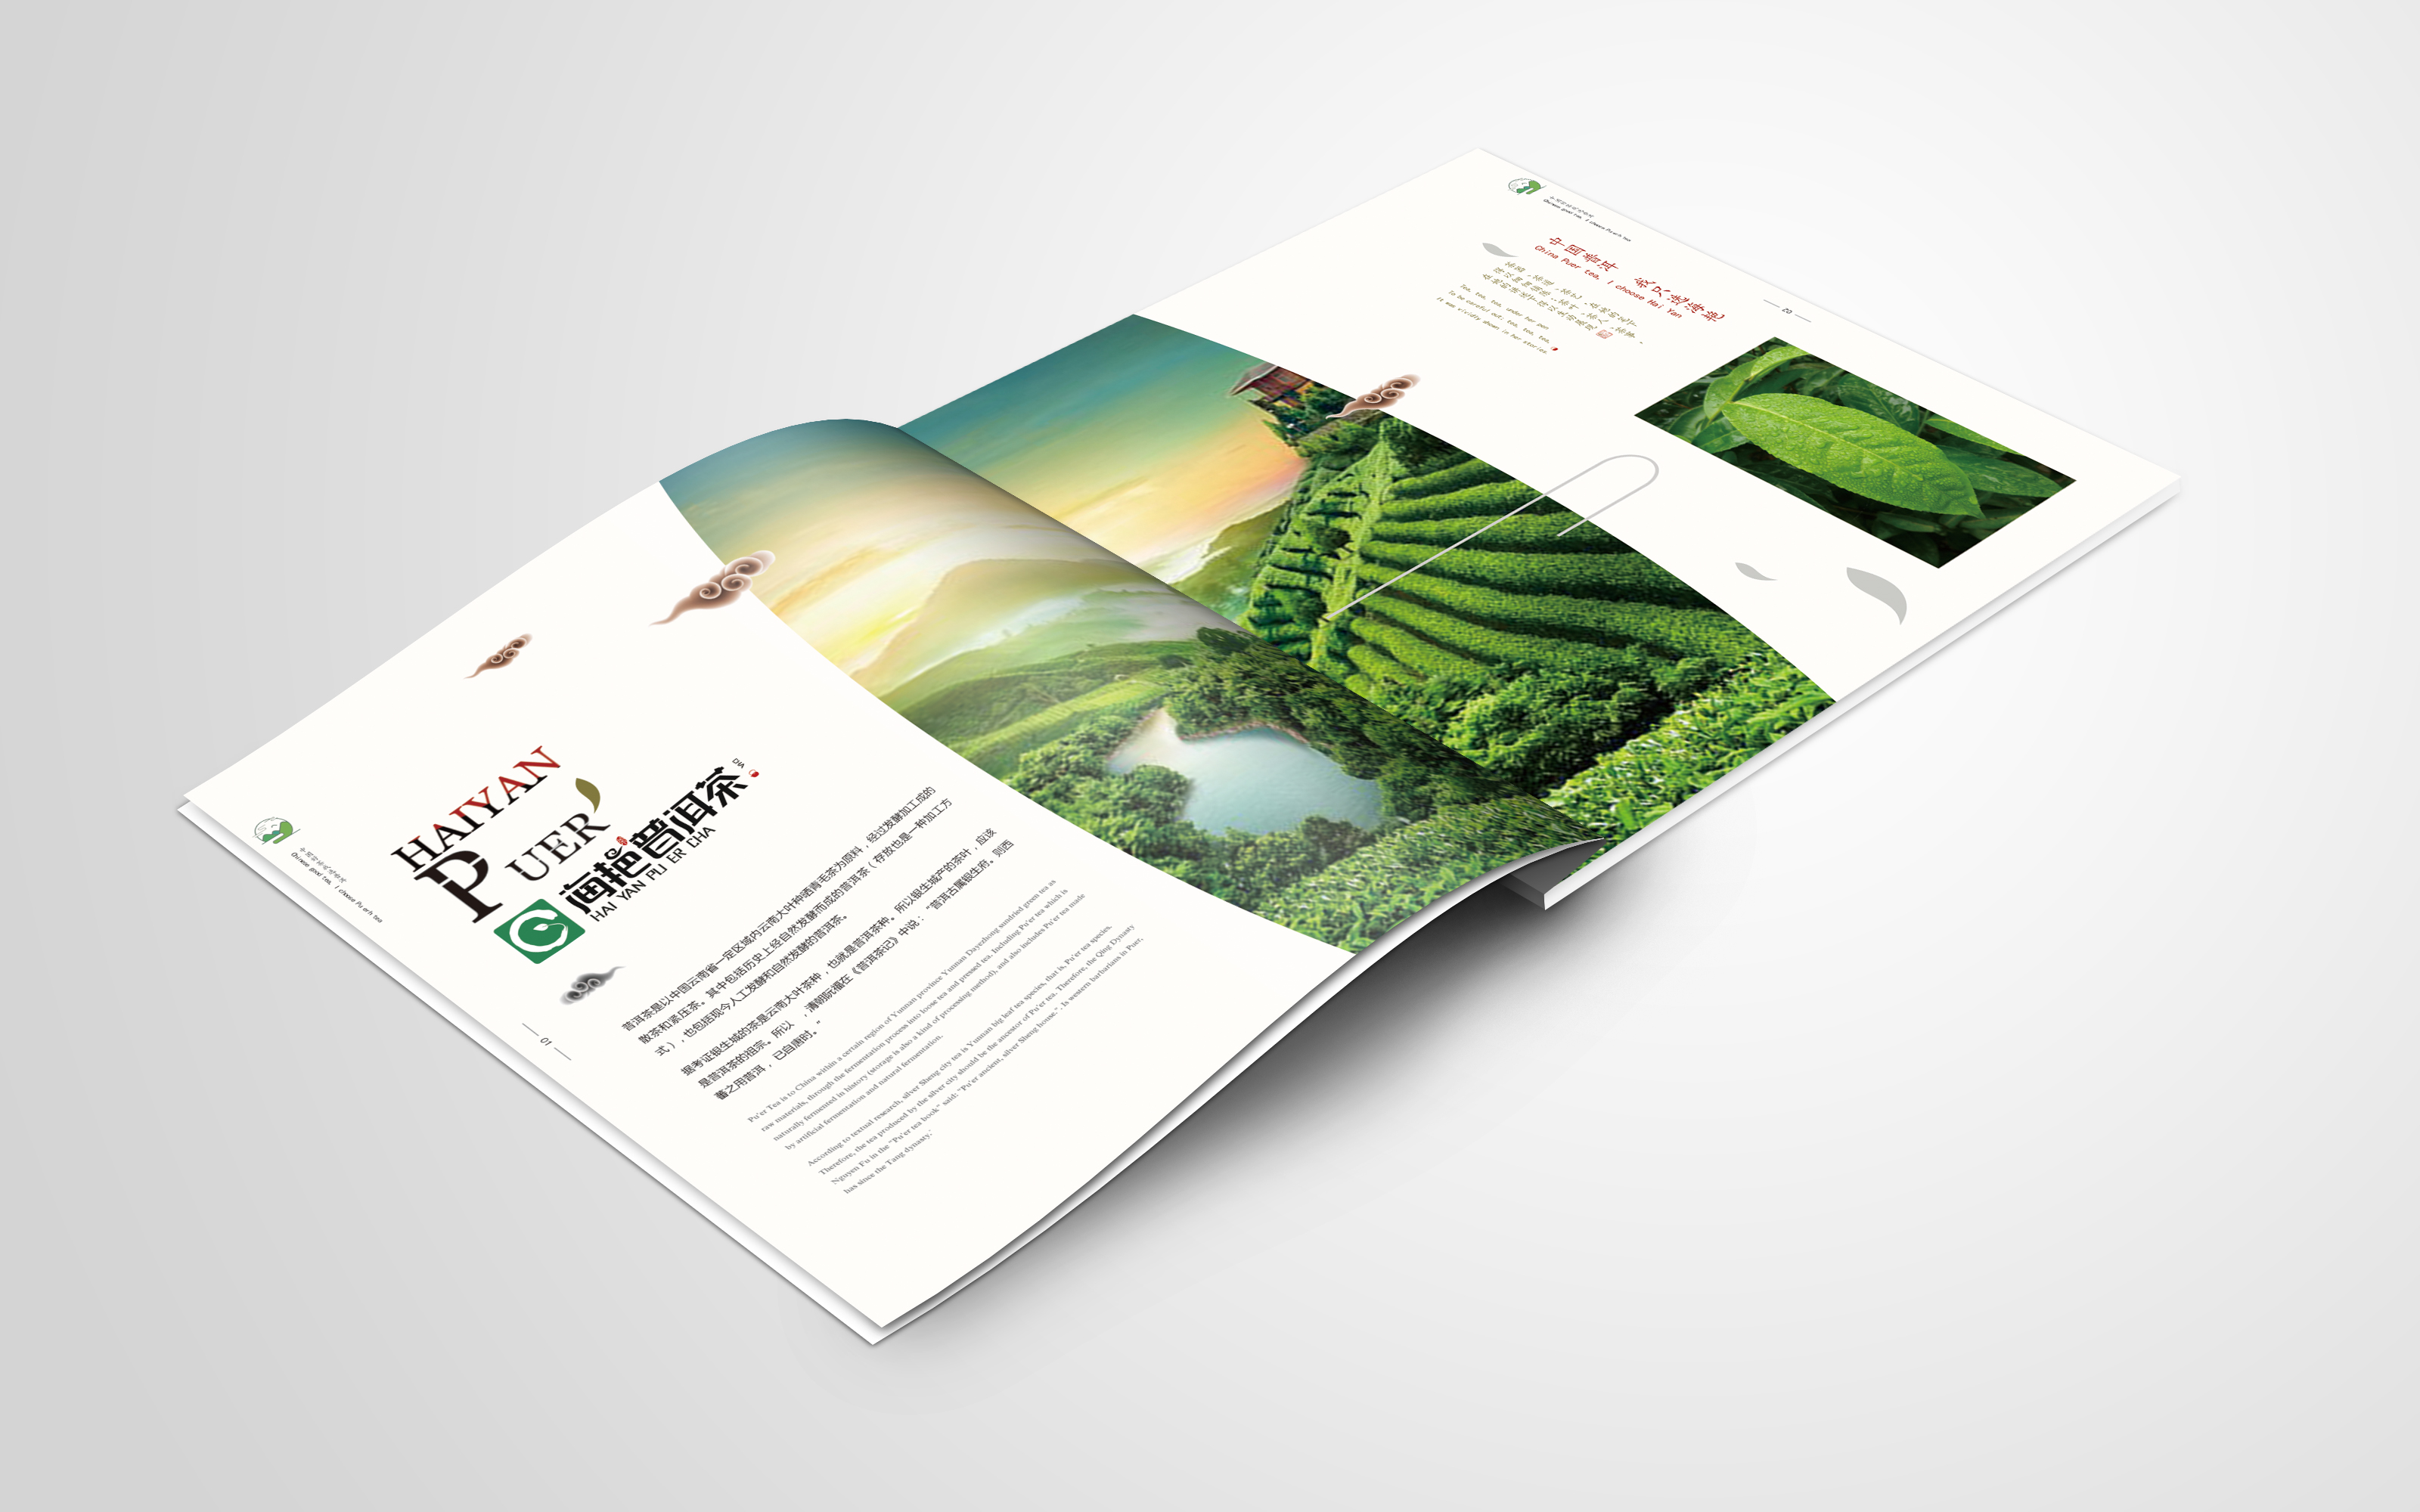 Chinese good tea, I choose Pu erh tea
HAIYAN
PUER
海艳普洱茶
DIA
HAI YAN PU ER CHA
普洱茶是以中国云南省一定区域内云南大叶种晒青毛茶为原料，经过发酵加工成的
散茶和紧压茶。其中包括历史上经自然发酵而成的普洱茶（存放也是一种加工方
式），也包括现今人工发酵和自然发酵的普洱茶。
据考证银生城的茶是云南大叶茶种，也就是普洱茶种。所以银生城产的茶叶，应该
是普洱茶的祖宗。所以 ，清朝阮福在《普洱茶记》中说：“普洱古属银生府。则西
蕃之用普洱，已自唐时。”
Pu'er Tea is to China within a certain region of Yunnan province Yunnan Dayezhong sundried green tea as
raw materials, through the fermentation process into loose tea and pressed tea. Including Pu'er tea which is
naturally fermented in history (storage is also a kind of processing method), and also includes Pu'er tea made
by artificial fermentation and natural fermentation.
According to textual research, silver Sheng city tea is Yunnan big leaf tea species, that is, Pu'er tea species.
Therefore, the tea produced by the silver city should be the ancestor of Pu'er tea. Therefore, the Qing Dynasty
Nguyen Fu in the "Pu'er tea book" said: "Pu'er ancient, silver Sheng house.". Is western barbarians in Puer,
has since the Tang dynasty.'
01
Chinese good tea, I choose Pu erh tea
中国普洱 我只选海艳
China Puer tea, I choose Hai Yan
Tea, tea, tea, under her own
To be careful out; tea, tea, tea,
it was vividly shown in her stories.
02